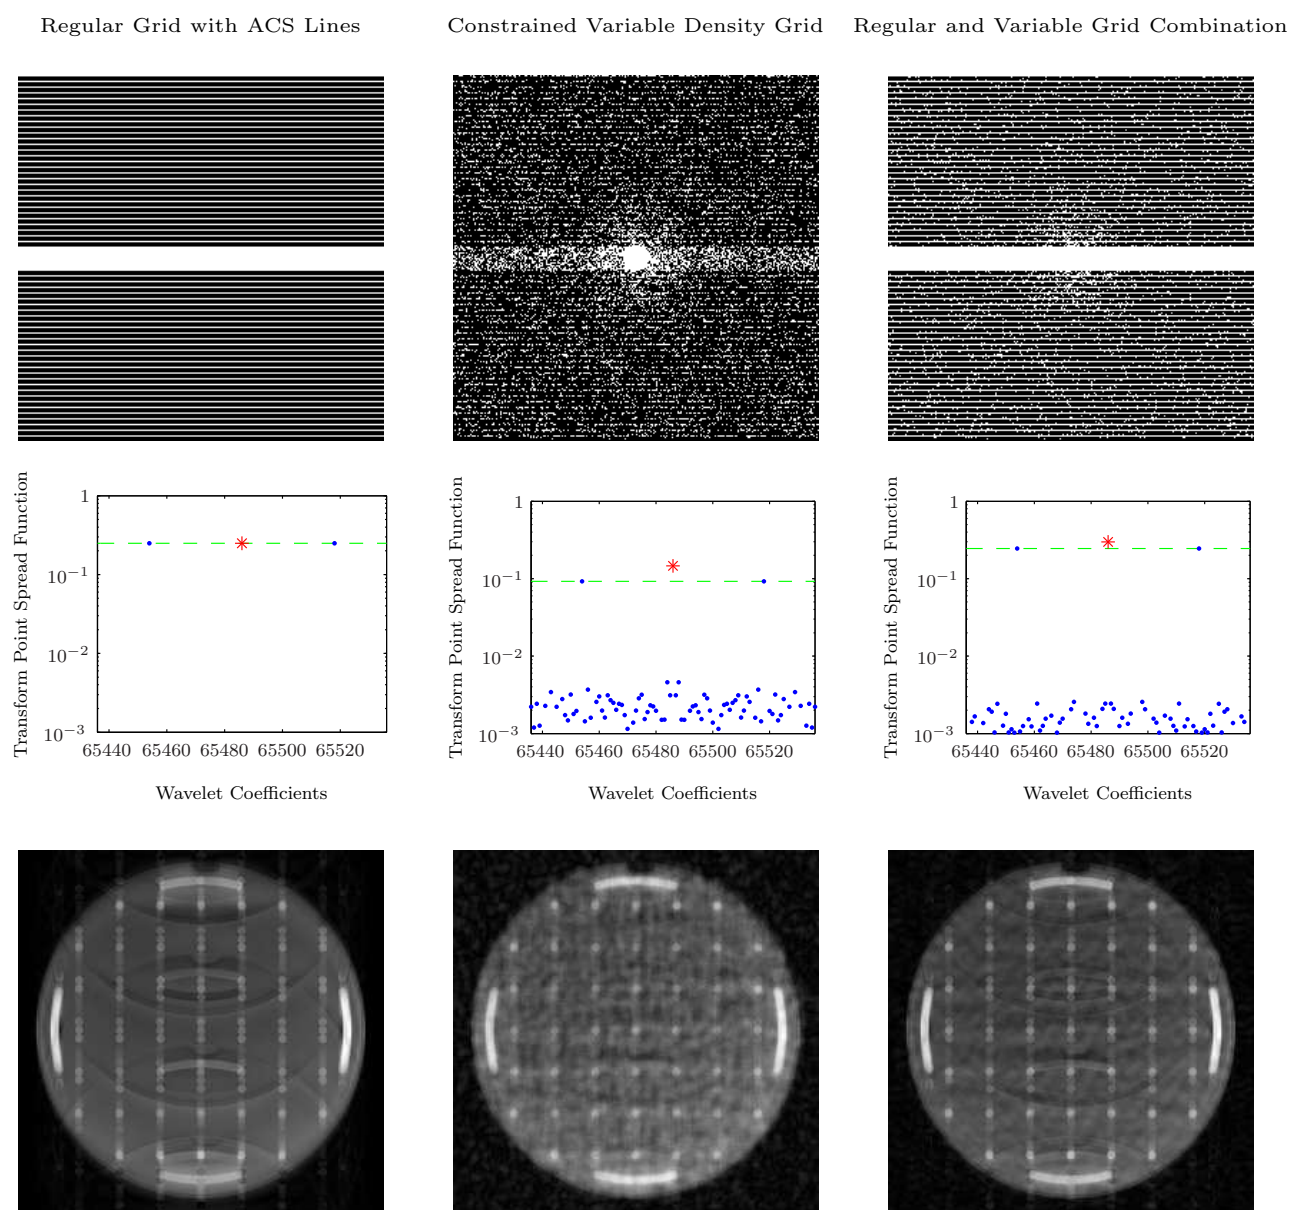 Regular Grid with ACS Lines
Constrained Variable Density Grid
Regular and Variable Grid Combination
Transform Point Spread Function
1
10−1
10−2
10−3
65440 65460 65480 65500 65520
Wavelet Coefficients
Transform Point Spread Function
1
10−1
10−2
10−3
65440 65460 65480 65500 65520
Wavelet Coefficients
Transform Point Spread Function
1
10−1
10−2
10−3
65440 65460 65480 65500 65520
Wavelet Coefficients